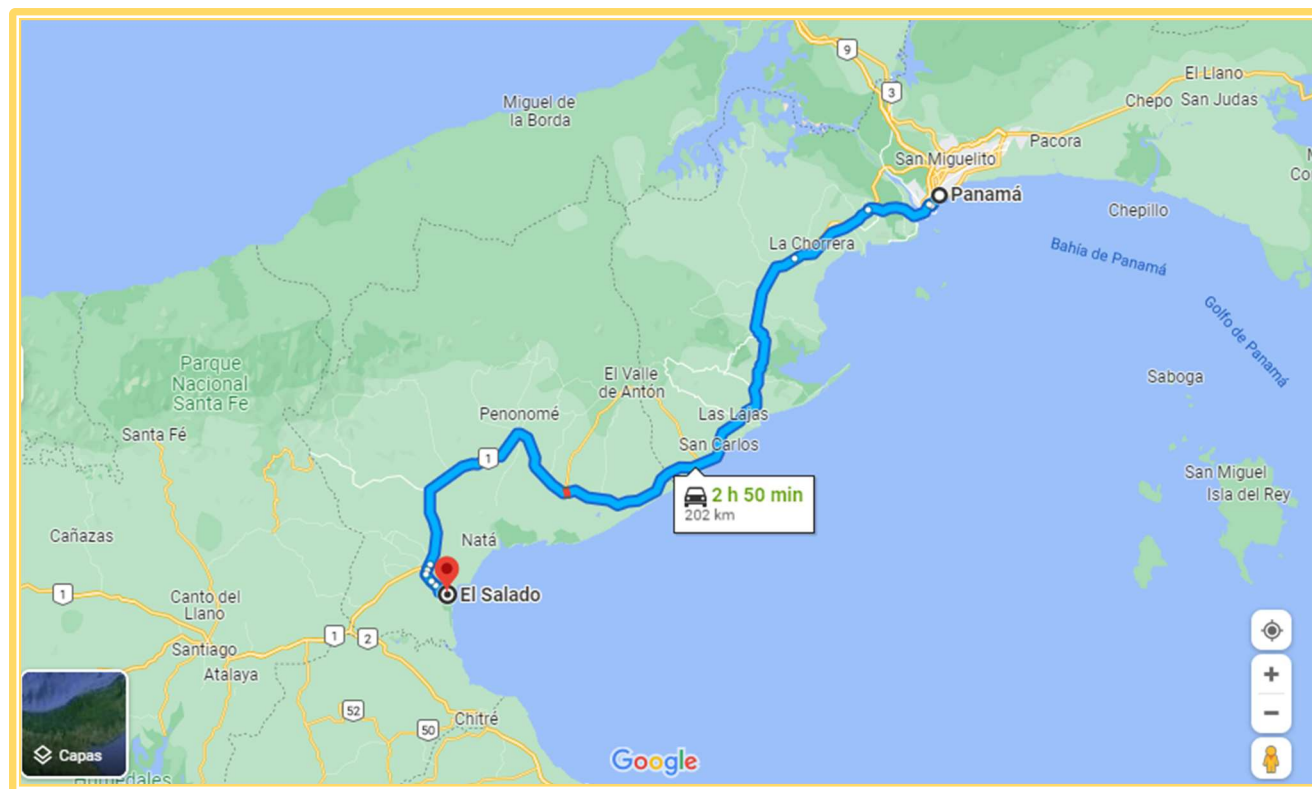 9
El Llano
3
Miguel de
la Borda
Chepo
San Judas
Pacora
San Miguelito
Panamá
Chepillo
La Chorrera
Bahía de Panamá
Golfo de Panamá
Parque
Nacional
Santa Fe
El Valle
de Antón
Saboga
Penonomé
Las Lajas
Santa Fé
San Carlos
1
San Miguel
Isla del Rey
2 h 50 min
202 km
Cañazas
Natá
El Salado
1
Canto del
Llano
1
2
Santiago
Atalaya
52
Chitré
50
Capas
Google